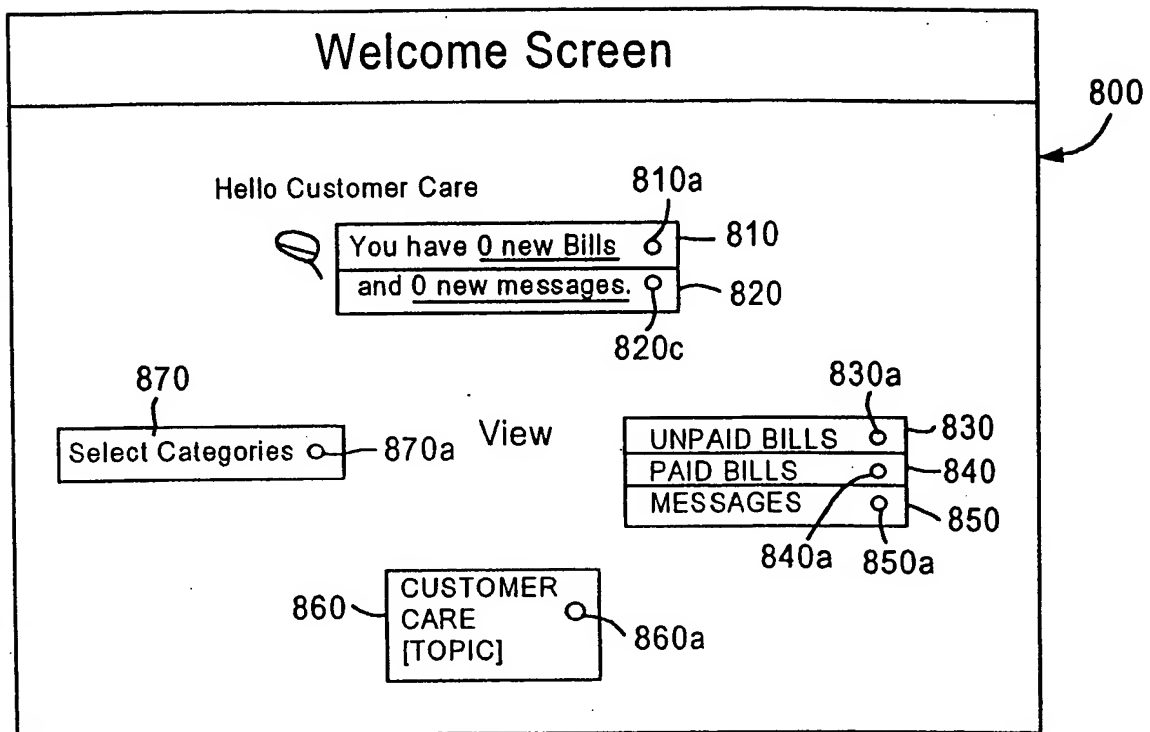 Welcome Screen
800
Hello Customer Care
810a
You have 0 new Bills
810
and 0 new messages.
820
820c
870
Select Categories
870a
View
830a
UNPAID BILLS
830
PAID BILLS
840
MESSAGES
850
840a
850a
860
CUSTOMER
CARE
[TOPIC]
860a